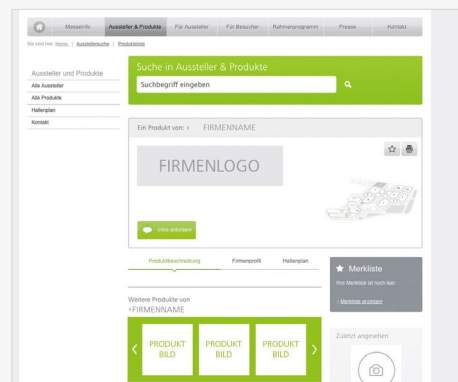 Messeinfo Aussteller & Produkte Für Aussteller Für Besucher Rahmenprogramm Presse Kontakt
Sie sind hier: Home | Ausstellersuche | Produktliste
Aussteller und Produkte
Alle Aussteller
Alle Produkte
Hallenplan
Kontakt
Suche in Aussteller & Produkte
Suchbegriff eingeben
Ein Produkt von: › FIRMENNAME
FIRMENLOGO
Infos anfordern
Produktbeschreibung Firmenprofil Hallenplan
Weitere Produkte von
›FIRMENNAME
PRODUKT BILD
PRODUKT BILD
PRODUKT BILD
Merkliste
Ihre Merkliste ist noch leer.
› Merkliste anzeigen
Zuletzt angesehen